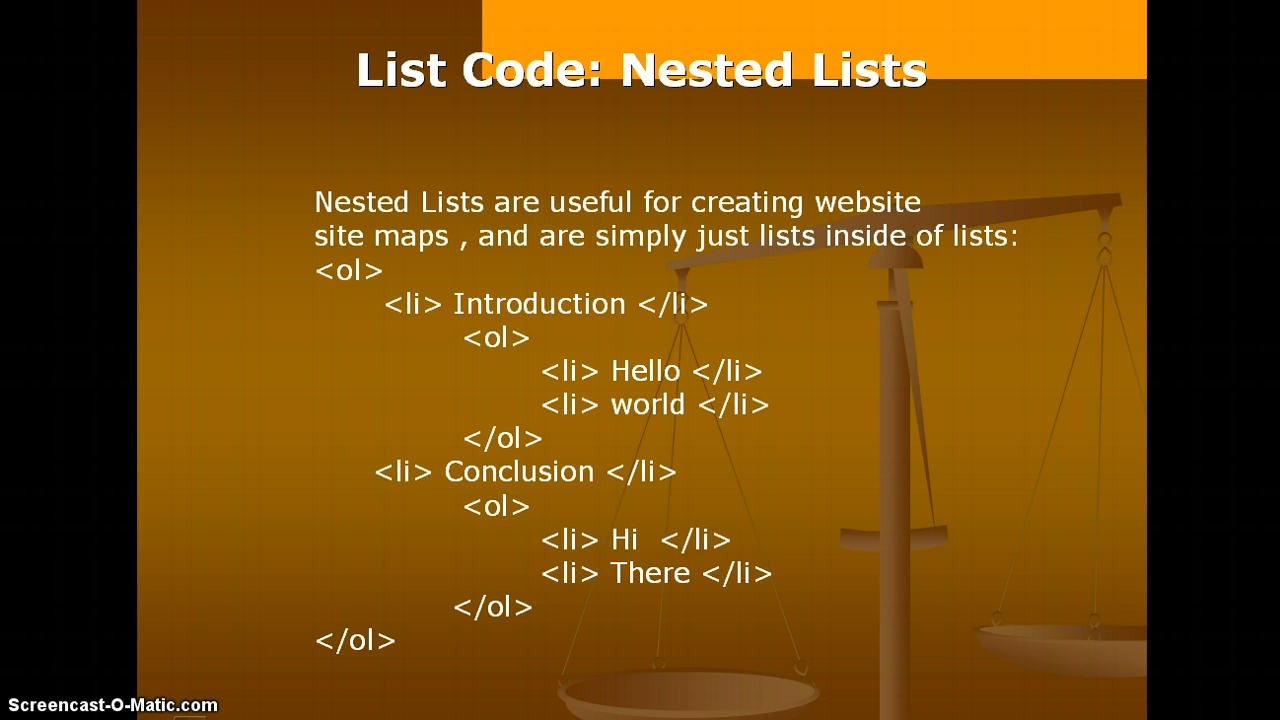 List Code: Nested Lists
Nested Lists are useful for creating website
site maps , and are simply just lists inside of lists:
<ol>
<li> Introduction </li>
<ol>
<li> Hello </li>
<li> world </li>
</ol>
<li> Conclusion </li>
<ol>
<li> Hi </li>
<li> There </li>
</ol>
</ol>
Screencast-O-Matic.com